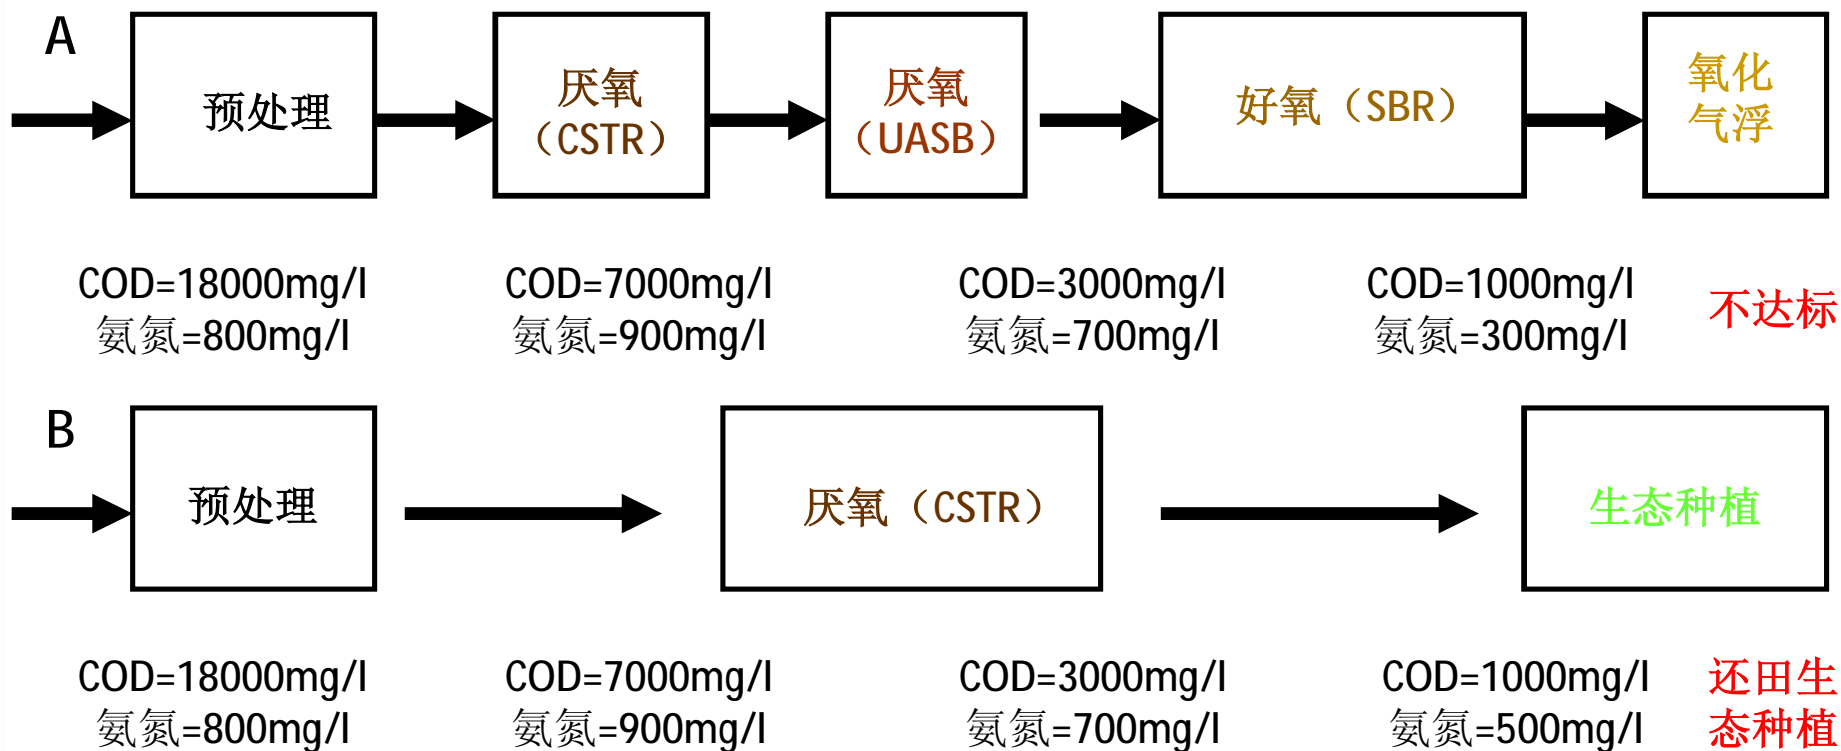 A
预处理
厌氧
（CSTR）
厌氧
（UASB）
好氧（SBR）
氧化
气浮
COD=18000mg/l
氨氮=800mg/l
COD=7000mg/l
氨氮=900mg/l
COD=3000mg/l
氨氮=700mg/l
COD=1000mg/l
氨氮=300mg/l
不达标
B
预处理
厌氧（CSTR）
生态种植
COD=18000mg/l
氨氮=800mg/l
COD=7000mg/l
氨氮=900mg/l
COD=3000mg/l
氨氮=700mg/l
COD=1000mg/l
氨氮=500mg/l
还田生
态种植